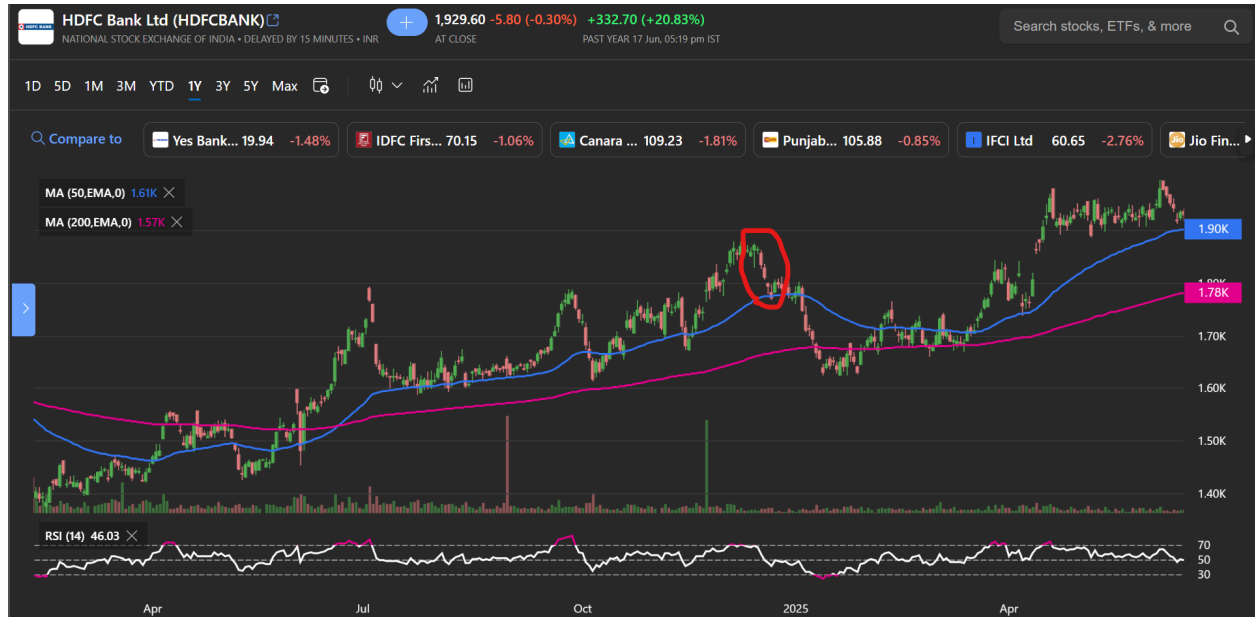 HDFC BANK
HDFC Bank Ltd (HDFCBANK)
NATIONAL STOCK EXCHANGE OF INDIA • DELAYED BY 15 MINUTES • INR
1,929.60 -5.80 (-0.30%) +332.70 (+20.83%)
AT CLOSE PAST YEAR 17 Jun, 05:19 pm IST
Search stocks, ETFs, & more
1D 5D 1M 3M YTD 1Y 3Y 5Y Max
Compare to
Yes Bank... 19.94 -1.48%
IDFC Firs... 70.15 -1.06%
Canara ... 109.23 -1.81%
Punjab... 105.88 -0.85%
IFCI Ltd 60.65 -2.76%
Jio Fin...
MA (50,EMA,0) 1.61K
MA (200,EMA,0) 1.57K
1.90K
1.80K
1.78K
1.70K
1.60K
1.50K
1.40K
RSI (14) 46.03
70
50
30
Apr Jul Oct 2025 Apr